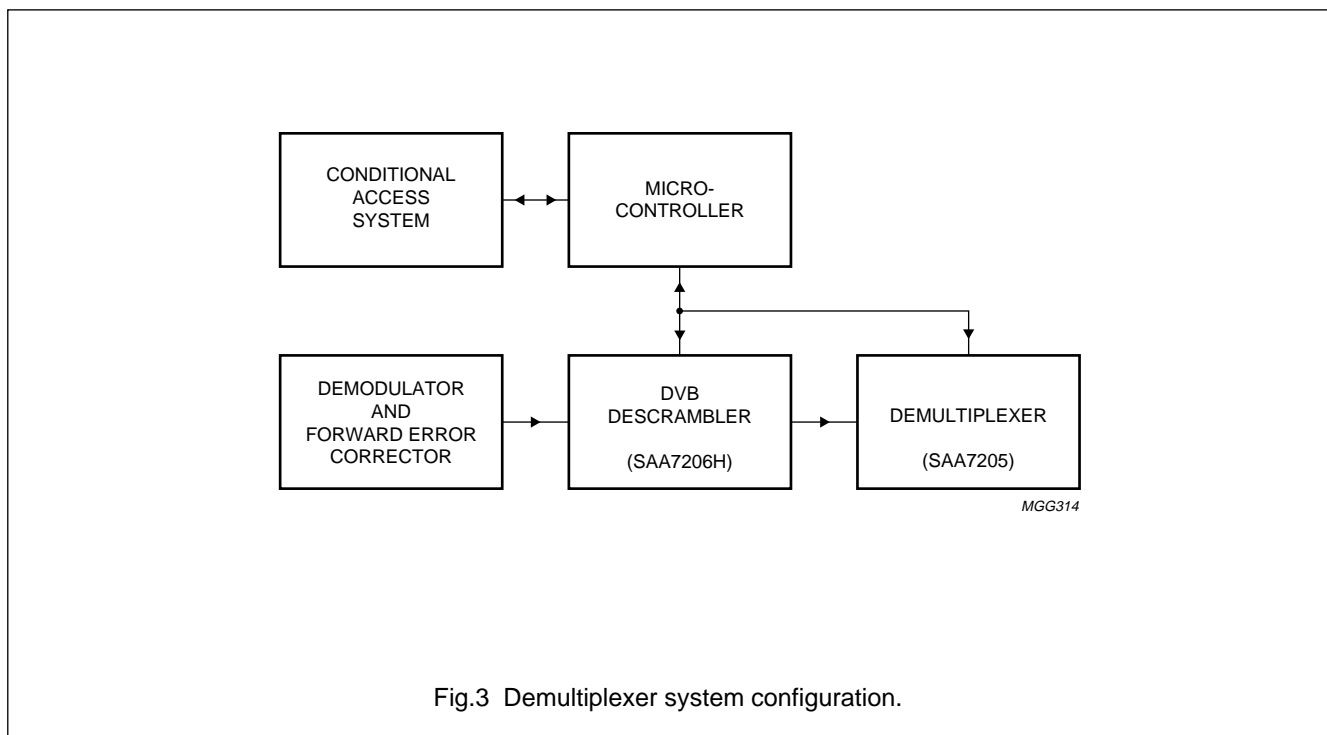 CONDITIONAL
ACCESS
SYSTEM
MICRO-
CONTROLLER
DEMODULATOR
AND
FORWARD ERROR
CORRECTOR
DVB
DESCRAMBLER
(SAA7206H)
DEMULTIPLEXER
(SAA7205)
MGG314
Fig.3 Demultiplexer system configuration.